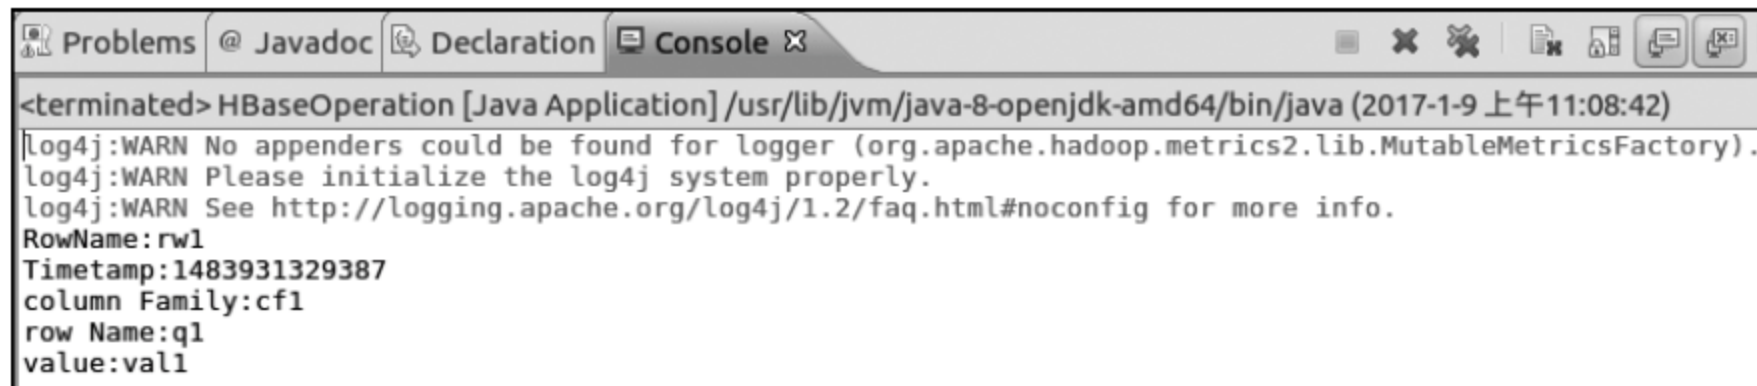 Problems @ Javadoc Declaration Console
<terminated> HBaseOperation [Java Application] /usr/lib/jvm/java-8-openjdk-amd64/bin/java (2017-1-9 上午11:08:42)
log4j:WARN No appenders could be found for logger (org.apache.hadoop.metrics2.lib.MutableMetricsFactory).
log4j:WARN Please initialize the log4j system properly.
log4j:WARN See http://logging.apache.org/log4j/1.2/faq.html#noconfig for more info.
RowName:rw1
Timetamp:1483931329387
column Family:cf1
row Name:q1
value:val1